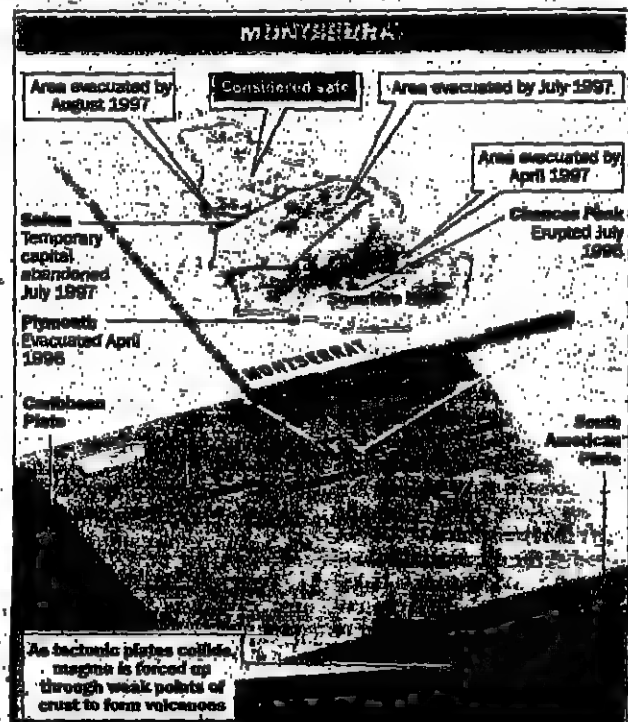 MONTSERRAT
Area evacuated by
August 1997
Considered safe
Area evacuated by July 1997
Area evacuated by
April 1997
Salem
Temporary
capital
abandoned
July 1997
Chances Peak
Erupted July
Plymouth
Evacuated April
MONTSERRAT
Caribbean
Plate
South
American
Plate
As tectonic plates collide,
magma is forced up
through weak points of
crust to form volcanoes